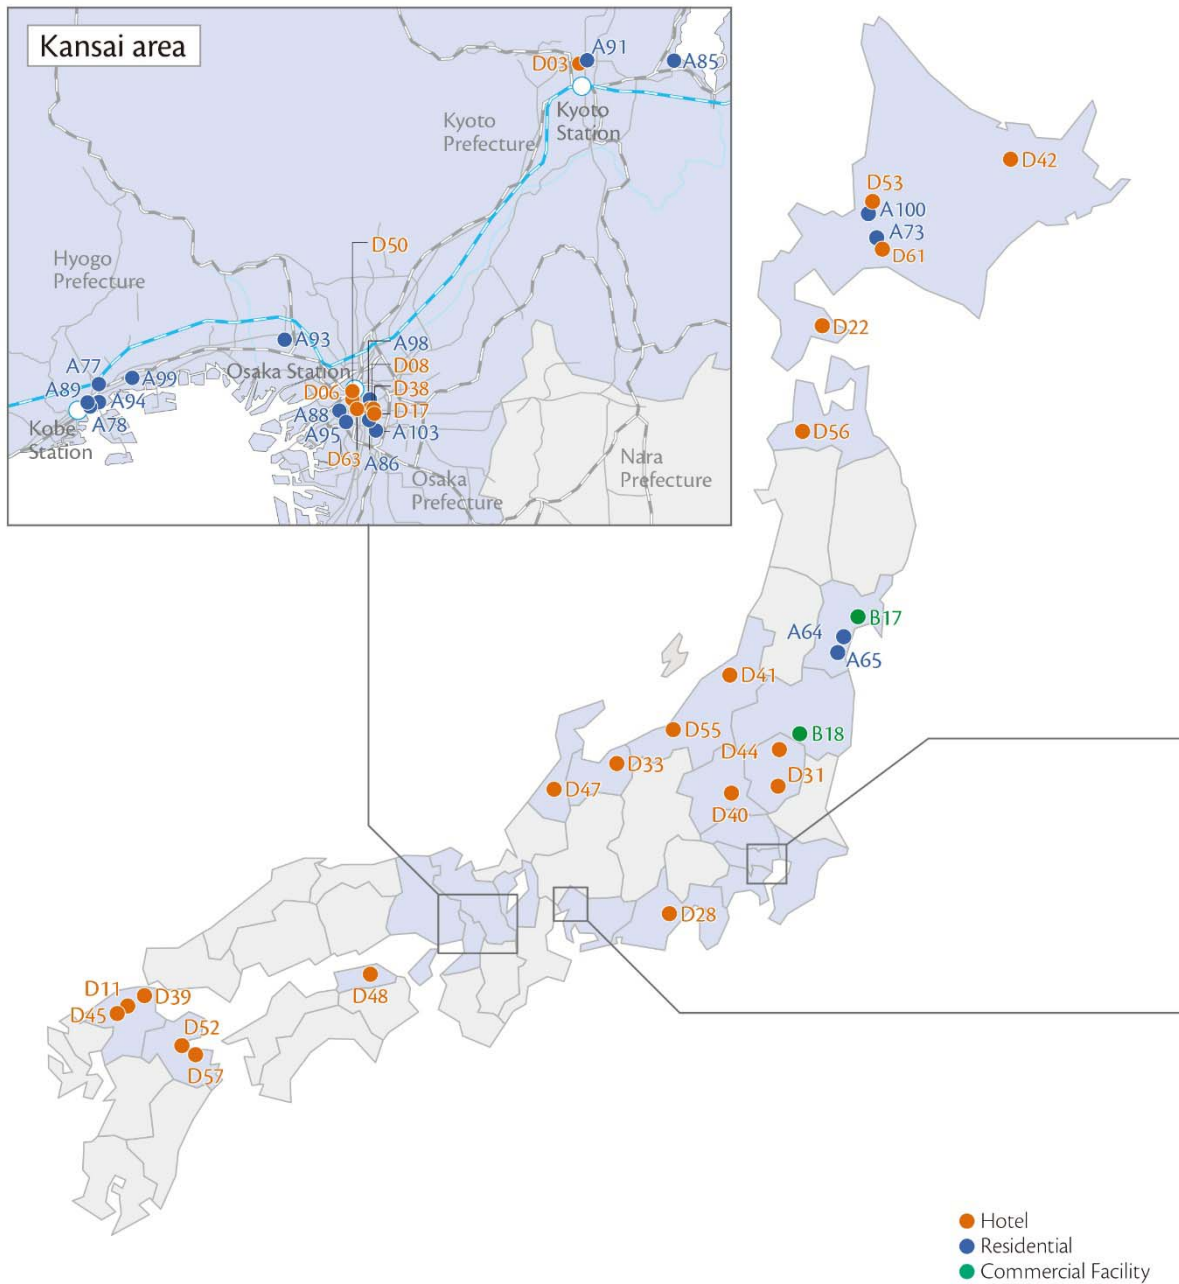 Kansai area
A91
D03
A85
Kyoto
Station
Kyoto
Prefecture
D50
Hyogo
Prefecture
A93
A98
A77
Osaka Station
D08
A99
A89
D06
D38
A94
A88
D17
A78
Kobe
Station
A95
A103
D63
A86
Nara
Prefecture
Osaka
Prefecture
D42
D53
A100
A73
D61
D22
D56
B17
A64
A65
D41
D55
B18
D44
D33
D31
D47
D40
D28
D48
D11
D39
D45
D52
D57
Hotel
Residential
Commercial Facility